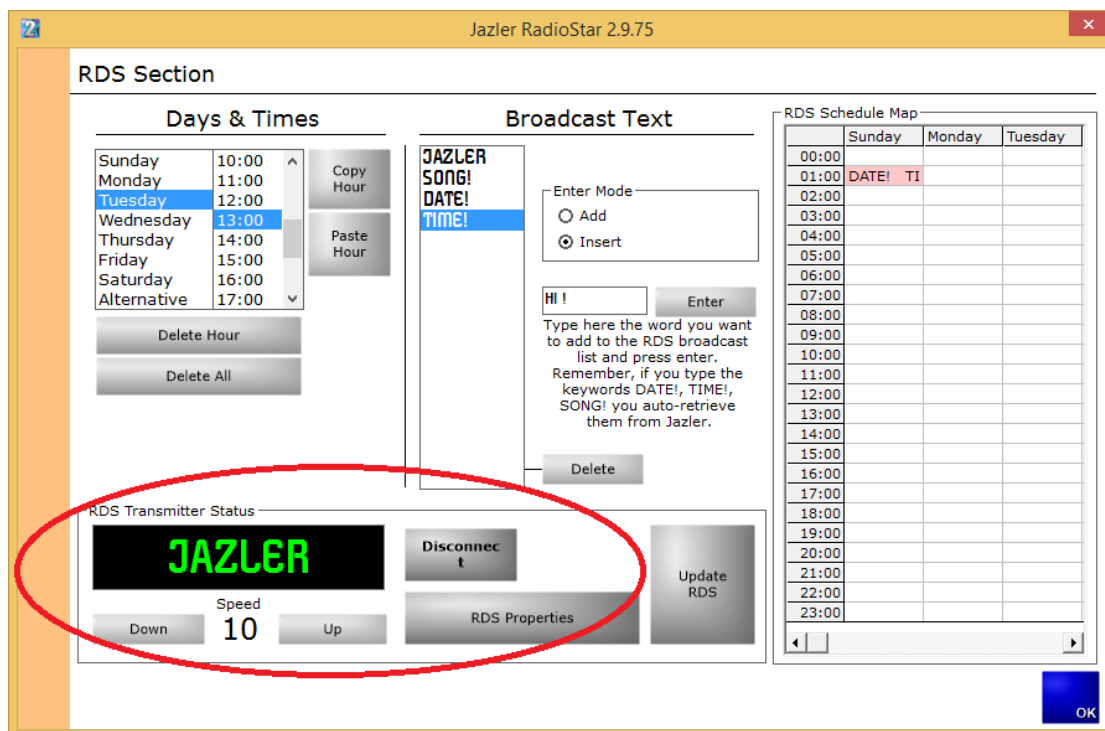 Jazler RadioStar 2.9.75
RDS Section
Days & Times
Sunday 10:00
Monday 11:00
Tuesday 12:00
Wednesday 13:00
Thursday 14:00
Friday 15:00
Saturday 16:00
Alternative 17:00
Copy
Hour
Paste
Hour
Delete Hour
Delete All
Broadcast Text
JAZLER
SONG!
DATE!
TIME!
Enter Mode
Add
Insert
HI !
Enter
Type here the word you want
to add to the RDS broadcast
list and press enter.
Remember, if you type the
keywords DATE!, TIME!,
SONG! you auto-retrieve
them from Jazler.
Delete
RDS Transmitter Status
JAZLER
Disconnec
t
Speed
Down 10 Up
RDS Properties
Update
RDS
RDS Schedule Map
Sunday Monday Tuesday
00:00
01:00 DATE! TI
02:00
03:00
04:00
05:00
06:00
07:00
08:00
09:00
10:00
11:00
12:00
13:00
14:00
15:00
16:00
17:00
18:00
19:00
20:00
21:00
22:00
23:00
OK